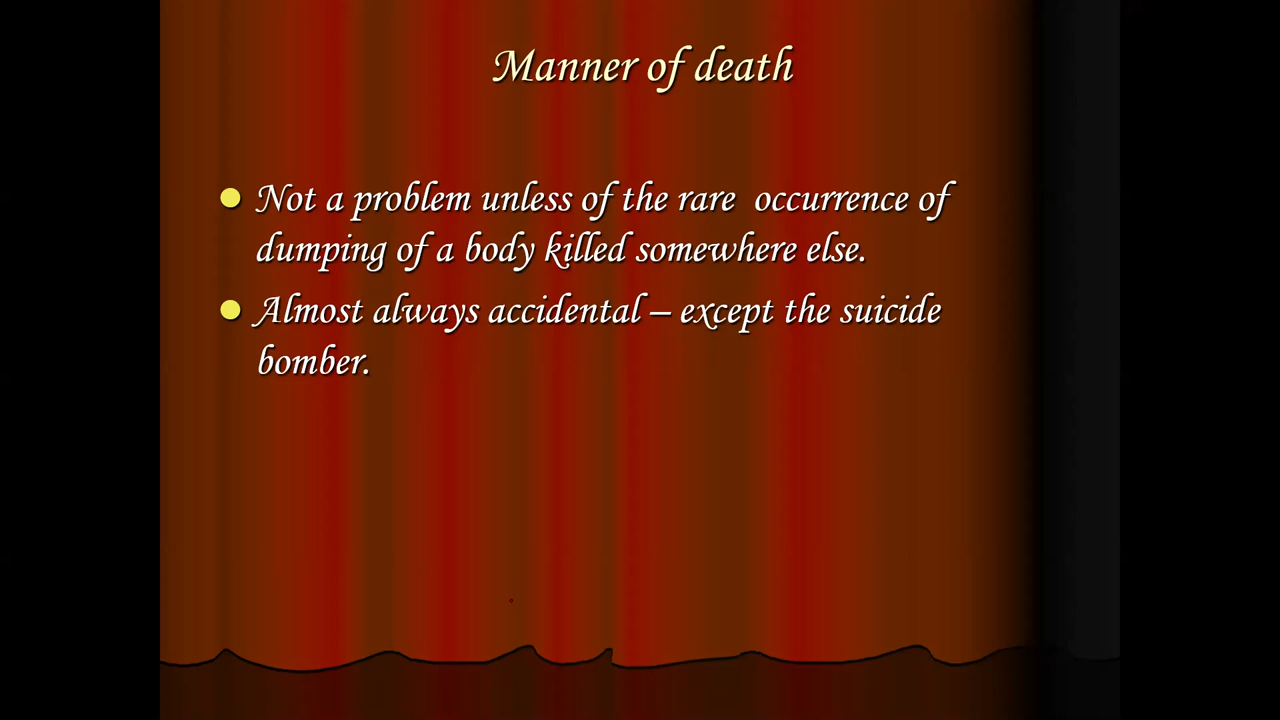 Manner of death
Not a problem unless of the rare occurrence of
dumping of a body killed somewhere else.
Almost always accidental – except the suicide
bomber.